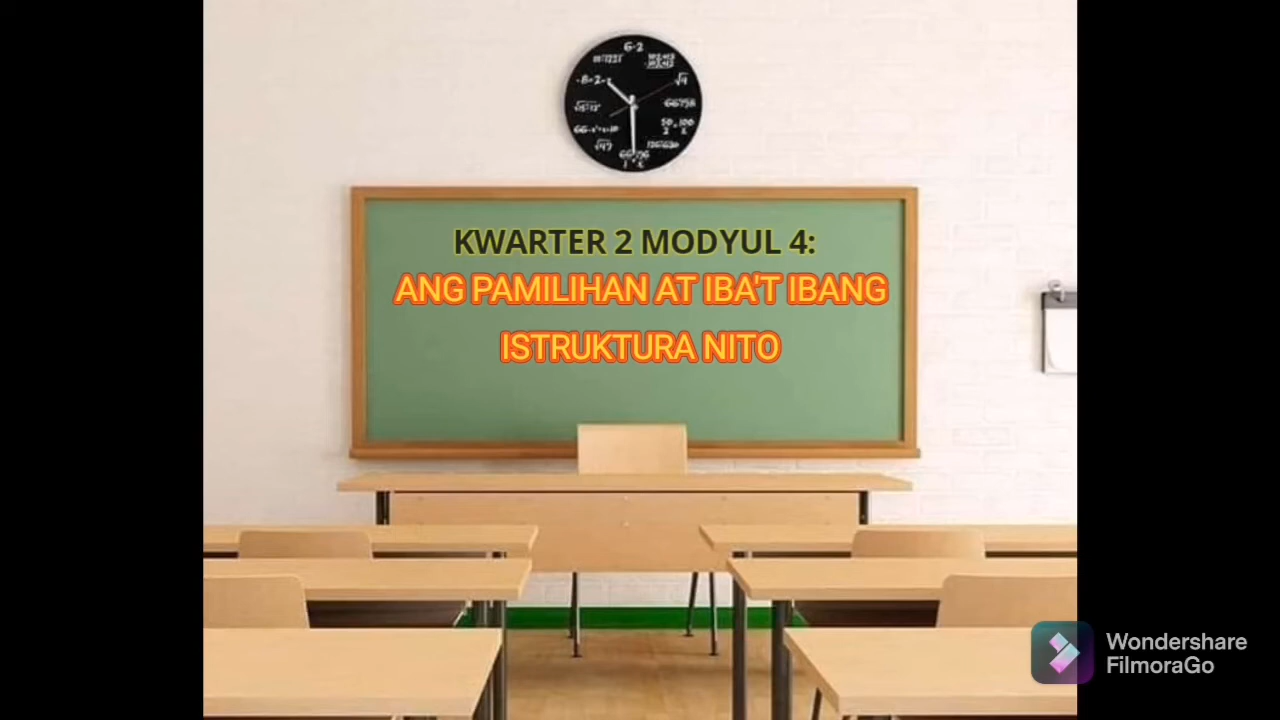 KWARTER 2 MODYUL 4:
ANG PAMILIHAN AT IBA'T IBANG
ISTRUKTURA NITO
Wondershare
FilmoraGo